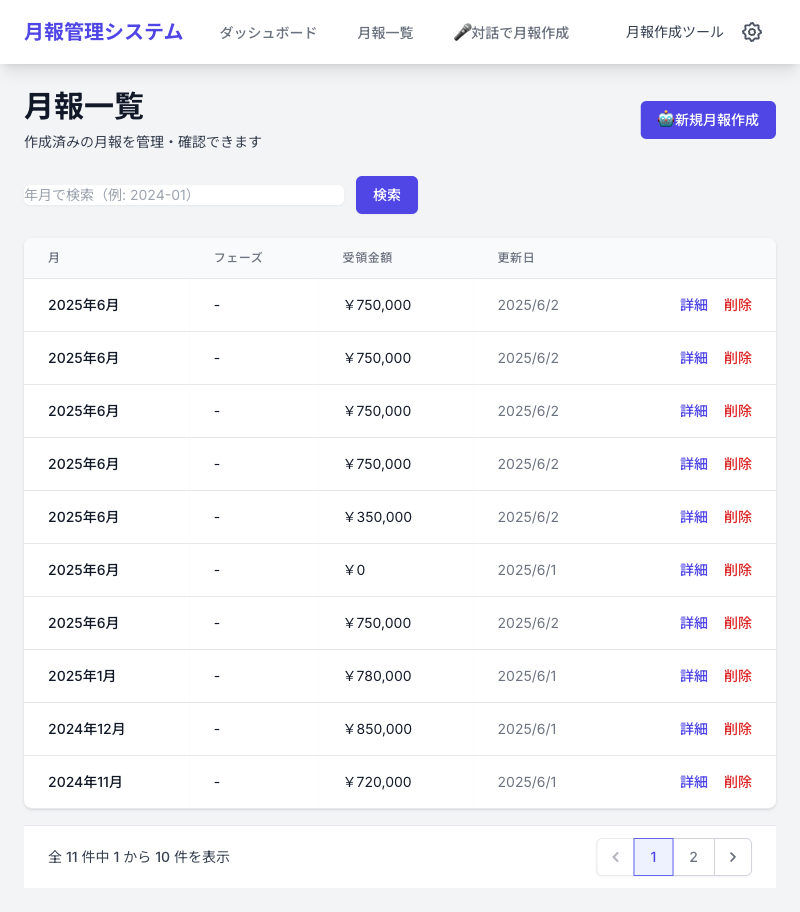 月報管理システム ダッシュボード 月報一覧 🎤対話で月報作成 月報作成ツール
月報一覧
作成済みの月報を管理・確認できます
🤖新規月報作成
年月で検索（例: 2024-01） 検索
月 フェーズ 受領金額 更新日
2025年6月 - ￥750,000 2025/6/2 詳細 削除
2025年6月 - ￥750,000 2025/6/2 詳細 削除
2025年6月 - ￥750,000 2025/6/2 詳細 削除
2025年6月 - ￥750,000 2025/6/2 詳細 削除
2025年6月 - ￥350,000 2025/6/2 詳細 削除
2025年6月 - ￥0 2025/6/1 詳細 削除
2025年6月 - ￥750,000 2025/6/2 詳細 削除
2025年1月 - ￥780,000 2025/6/1 詳細 削除
2024年12月 - ￥850,000 2025/6/1 詳細 削除
2024年11月 - ￥720,000 2025/6/1 詳細 削除
全 11 件中 1 から 10 件を表示 1 2